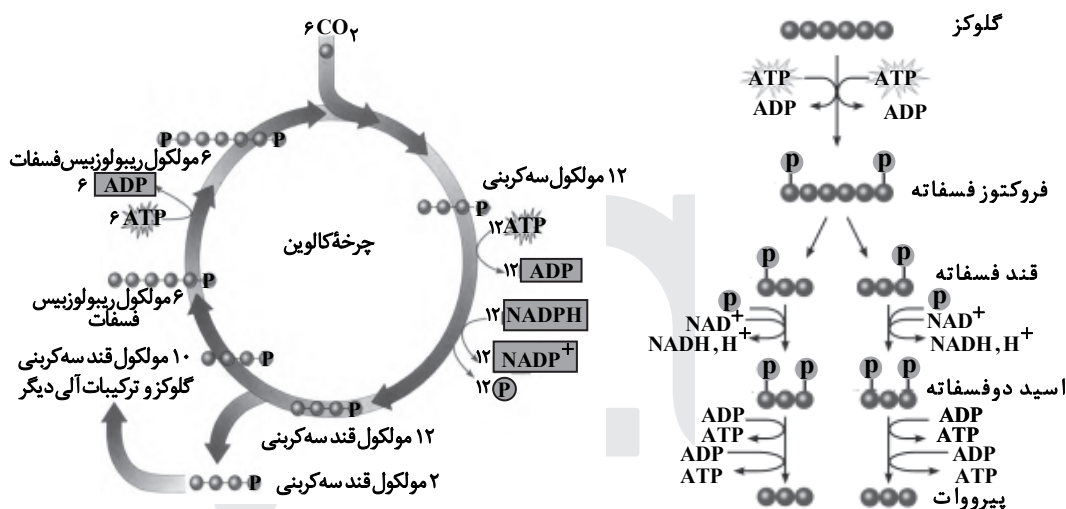 ۶CO۲
P P
۶ مولکول ریبولوزبیس فسفات
۶ ADP
۶ ATP
۱۲ مولکول سه کربنی
P
۱۲ATP
۱۲ ADP
چرخهٔ کالوین
۱۲ NADPH
۱۲ NADP+
۱۲ P
P
۶ مولکول ریبولوزبیس
فسفات
P
۱۰ مولکول قند سه کربنی
گلوکز و ترکیبات آلی دیگر
P
۱۲ مولکول قند سه کربنی
P
۲ مولکول قند سه کربنی
گلوکز
ATP ATP
ADP ADP
p p
فروکتوز فسفاته
p p
قند فسفاته
p p
NAD+ NAD+
NADH, H+ NADH, H+
p p p p
اسید دوفسفاته
ADP ADP
ATP ATP
ADP ADP
ATP ATP
پیرووات